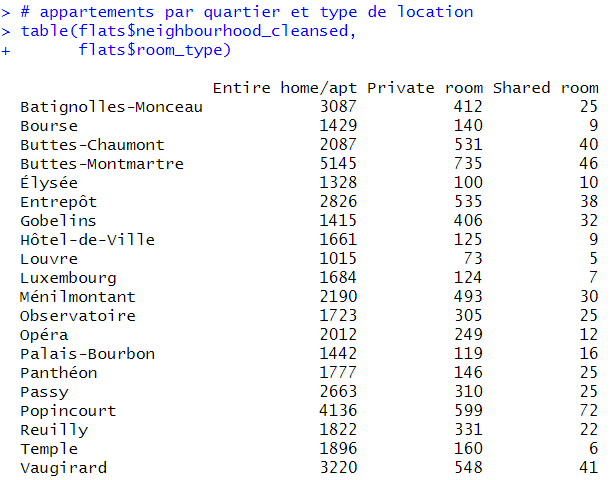 > # appartements par quartier et type de location
> table(flats$neighbourhood_cleansed,
+       flats$room_type)
Entire home/apt Private room Shared room
Batignolles-Monceau 3087 412 25
Bourse 1429 140 9
Buttes-Chaumont 2087 531 40
Buttes-Montmartre 5145 735 46
Élysée 1328 100 10
Entrepôt 2826 535 38
Gobelins 1415 406 32
Hôtel-de-Ville 1661 125 9
Louvre 1015 73 5
Luxembourg 1684 124 7
Ménilmontant 2190 493 30
Observatoire 1723 305 25
Opéra 2012 249 12
Palais-Bourbon 1442 119 16
Panthéon 1777 146 25
Passy 2663 310 25
Popincourt 4136 599 72
Reuilly 1822 331 22
Temple 1896 160 6
Vaugirard 3220 548 41